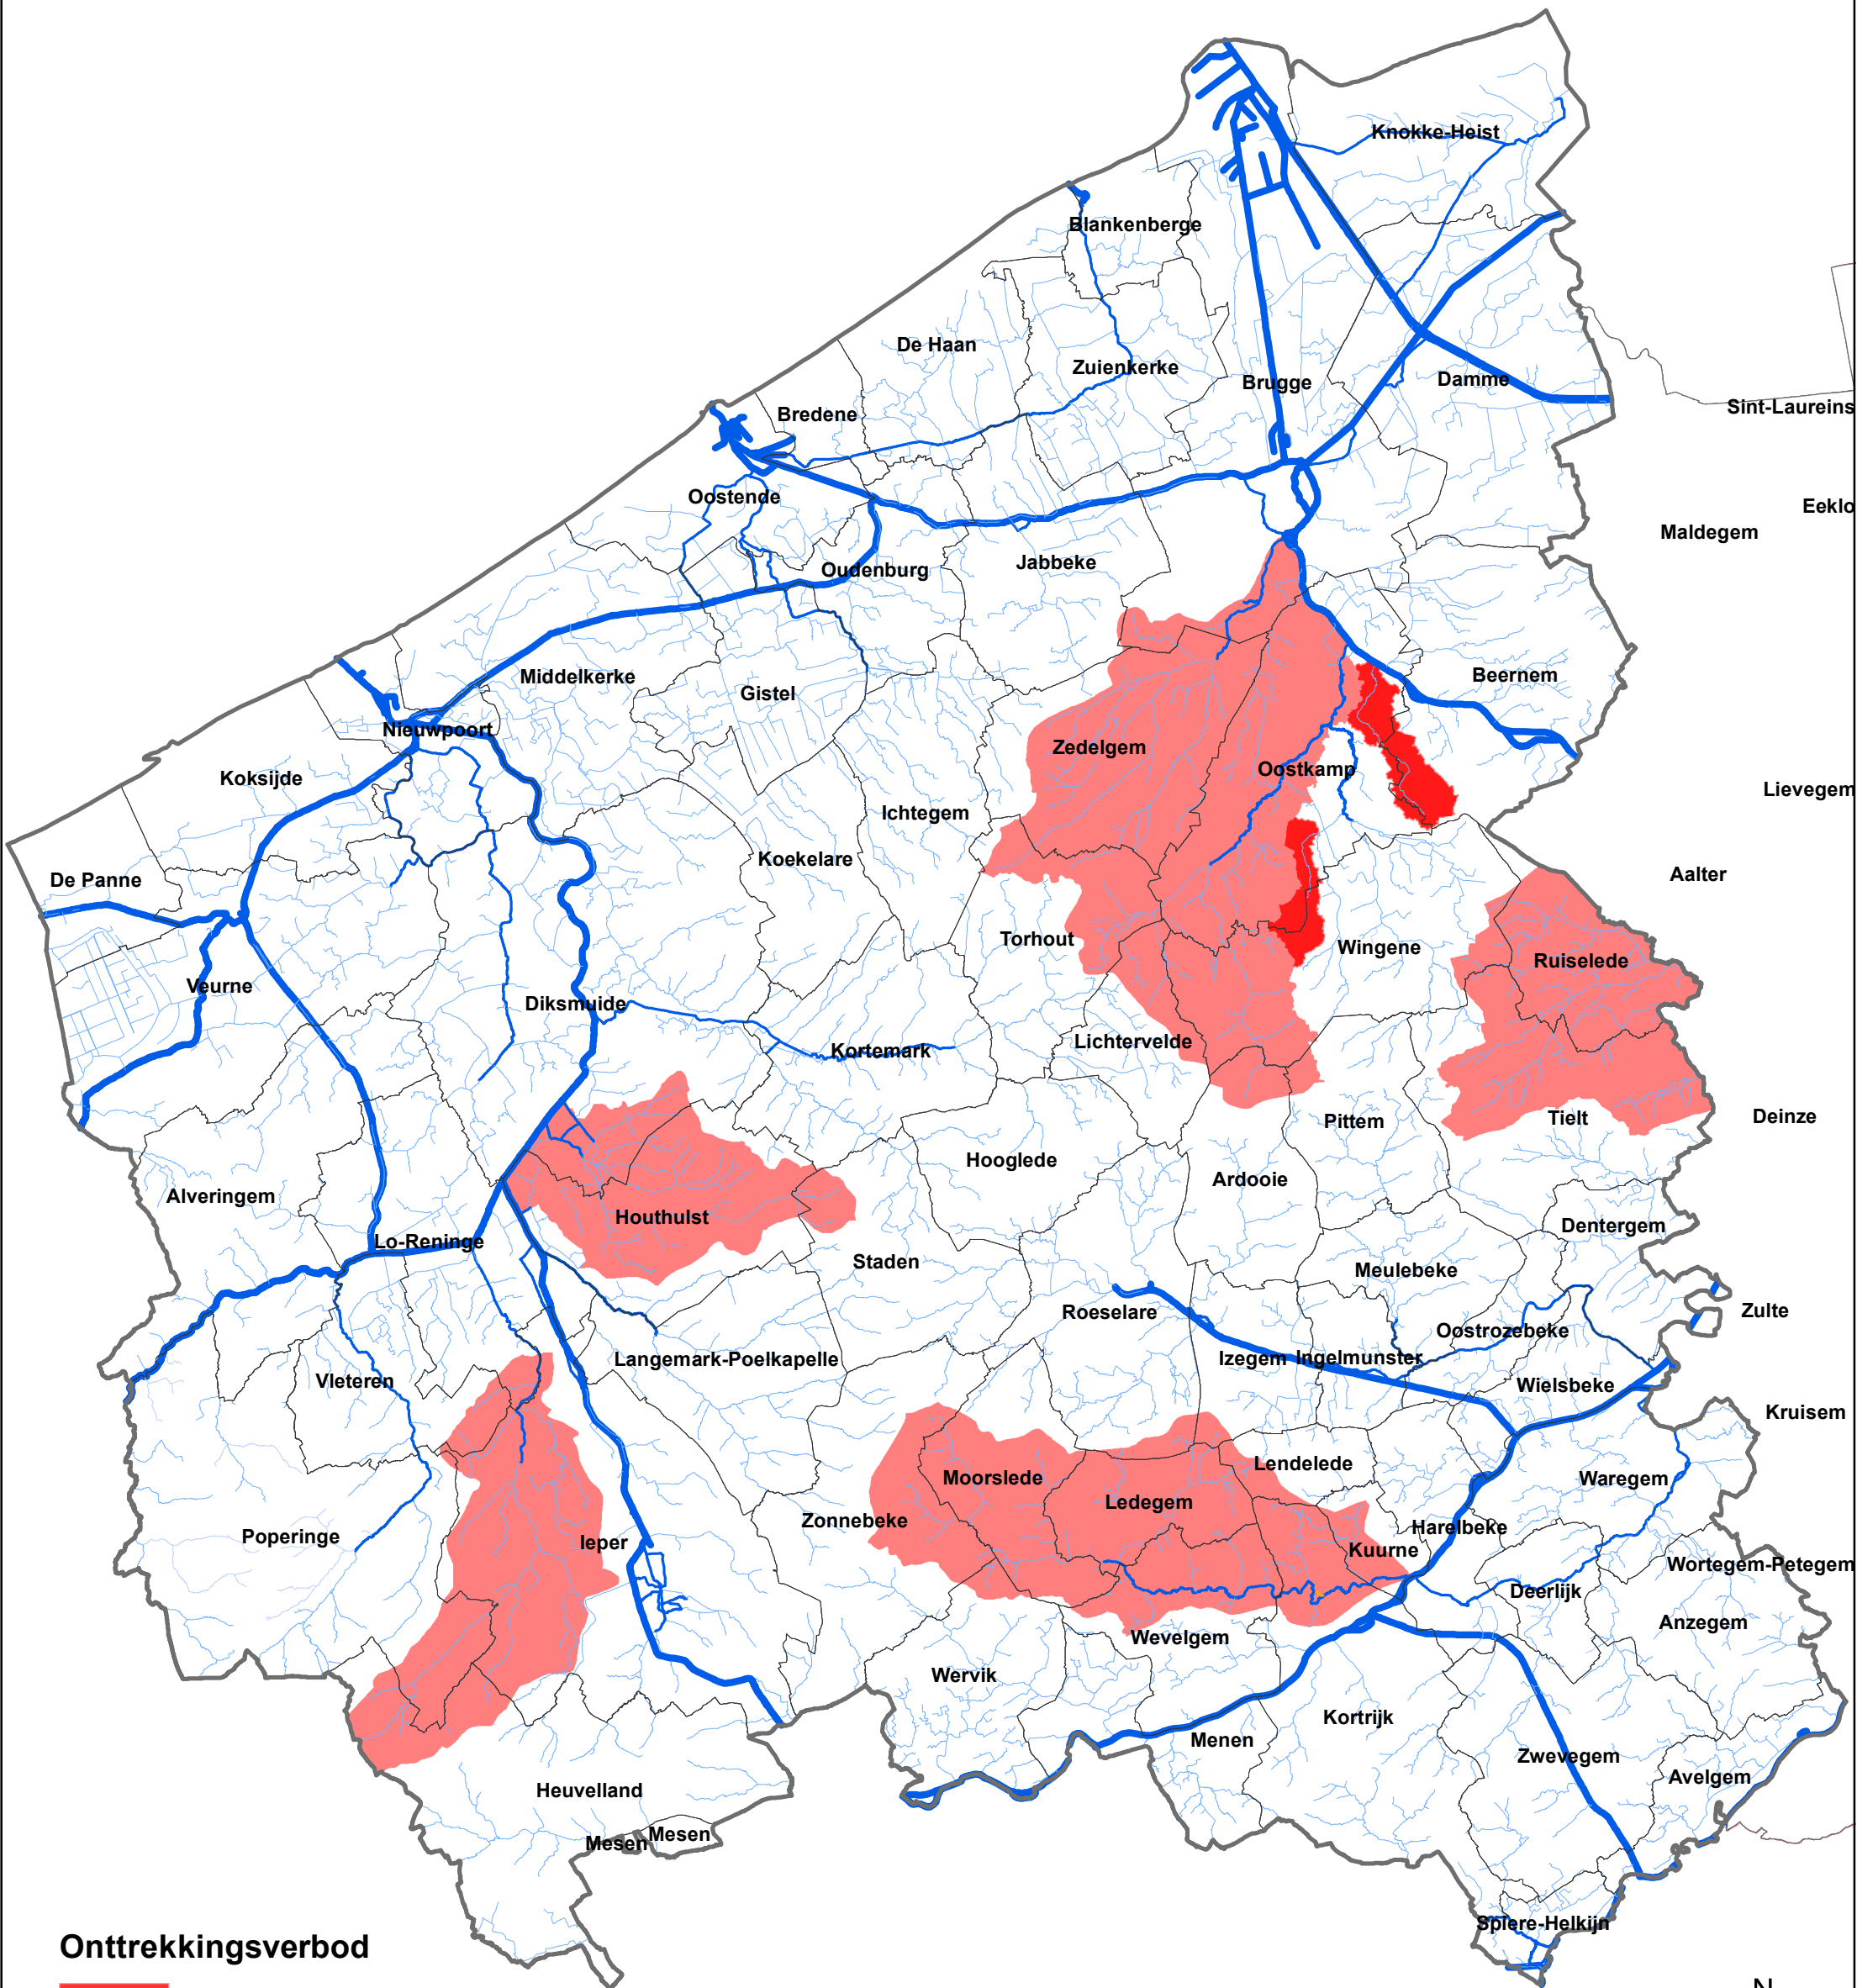 Knokke-Heist
Blankenberge
De Haan
Zuienkerke
Brugge
Damme
Bredene
Sint-Laureins
Oostende
Eeklo
Maldegem
Jabbeke
Oudenburg
Middelkerke
Beernem
Gistel
Nieuwpoort
Zedelgem
Oostkamp
Koksijde
Lievegem
Ichtegem
Koekelare
De Panne
Aalter
Torhout
Wingene
Ruiselede
Veurne
Diksmuide
Lichtervelde
Kortemark
Pittem
Tielt
Deinze
Hooglede
Ardooie
Alveringem
Houthulst
Dentergem
Lo-Reninge
Staden
Meulebeke
Roeselare
Zulte
Oostrozebeke
Langemark-Poelkapelle
Izegem
Ingelmunster
Vleteren
Wielsbeke
Kruisem
Lendelede
Moorslede
Waregem
Ledegem
Zonnebeke
Harelbeke
Poperinge
Ieper
Kuurne
Wortegem-Petegem
Deerlijk
Anzegem
Wevelgem
Wervik
Kortrijk
Menen
Zwevegem
Avelgem
Heuvelland
Mesen
Mesen
Spiere-Helkijn
Onttrekkingsverbod
N